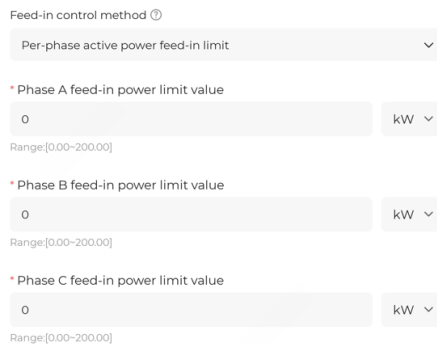 Feed-in control method ?
Per-phase active power feed-in limit
* Phase A feed-in power limit value
0 kW
Range:[0.00~200.00]
* Phase B feed-in power limit value
0 kW
Range:[0.00~200.00]
* Phase C feed-in power limit value
0 kW
Range:[0.00~200.00]